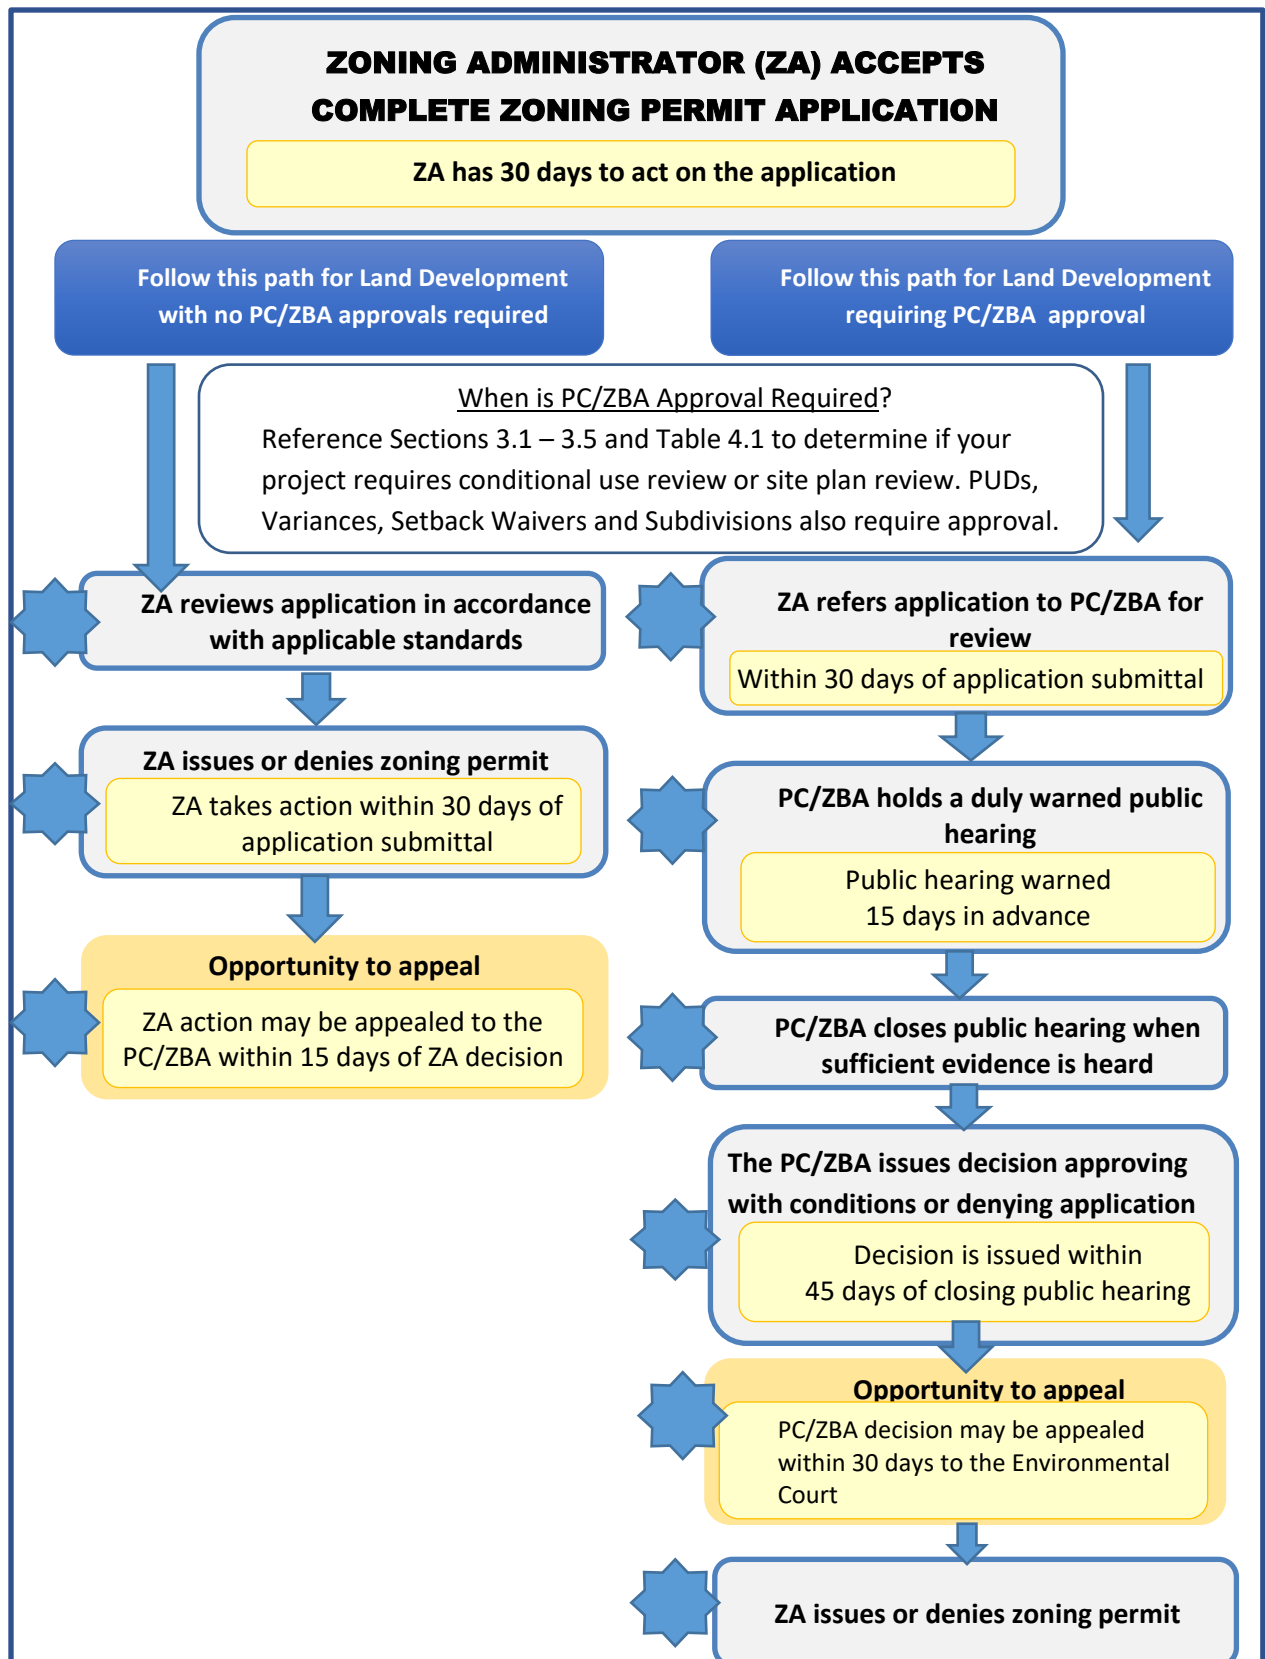 ZONING ADMINISTRATOR (ZA) ACCEPTS
COMPLETE ZONING PERMIT APPLICATION
ZA has 30 days to act on the application
Follow this path for Land Development
with no PC/ZBA approvals required
Follow this path for Land Development
requiring PC/ZBA approval
When is PC/ZBA Approval Required?
Reference Sections 3.1 – 3.5 and Table 4.1 to determine if your
project requires conditional use review or site plan review. PUDs,
Variances, Setback Waivers and Subdivisions also require approval.
ZA reviews application in accordance
with applicable standards
ZA issues or denies zoning permit
ZA takes action within 30 days of
application submittal
Opportunity to appeal
ZA action may be appealed to the
PC/ZBA within 15 days of ZA decision
ZA refers application to PC/ZBA for
review
Within 30 days of application submittal
PC/ZBA holds a duly warned public
hearing
Public hearing warned
15 days in advance
PC/ZBA closes public hearing when
sufficient evidence is heard
The PC/ZBA issues decision approving
with conditions or denying application
Decision is issued within
45 days of closing public hearing
Opportunity to appeal
PC/ZBA decision may be appealed
within 30 days to the Environmental
Court
ZA issues or denies zoning permit